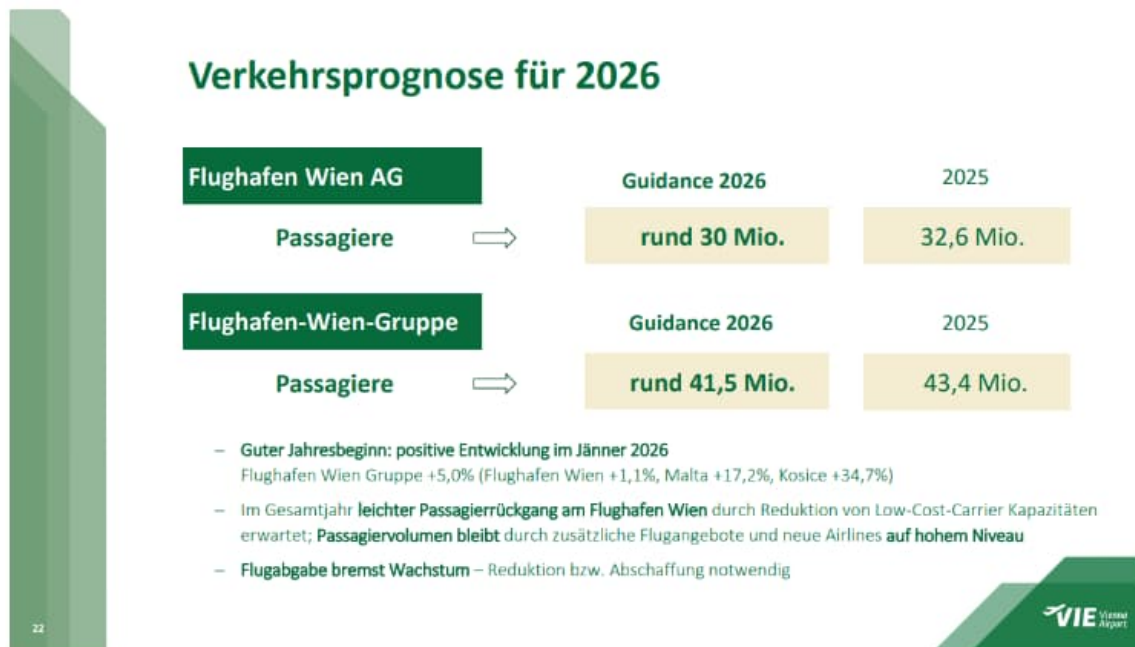 Verkehrsprognose für 2026
Flughafen Wien AG
Guidance 2026
2025
Passagiere
rund 30 Mio.
32,6 Mio.
Flughafen-Wien-Gruppe
Guidance 2026
2025
Passagiere
rund 41,5 Mio.
43,4 Mio.
– Guter Jahresbeginn: positive Entwicklung im Jänner 2026
Flughafen Wien Gruppe +5,0% (Flughafen Wien +1,1%, Malta +17,2%, Kosice +34,7%)
– Im Gesamtjahr leichter Passagierrückgang am Flughafen Wien durch Reduktion von Low-Cost-Carrier Kapazitäten
erwartet; Passagiervolumen bleibt durch zusätzliche Flugangebote und neue Airlines auf hohem Niveau
– Flugabgabe bremst Wachstum – Reduktion bzw. Abschaffung notwendig
22
VIE Vienna
Airport